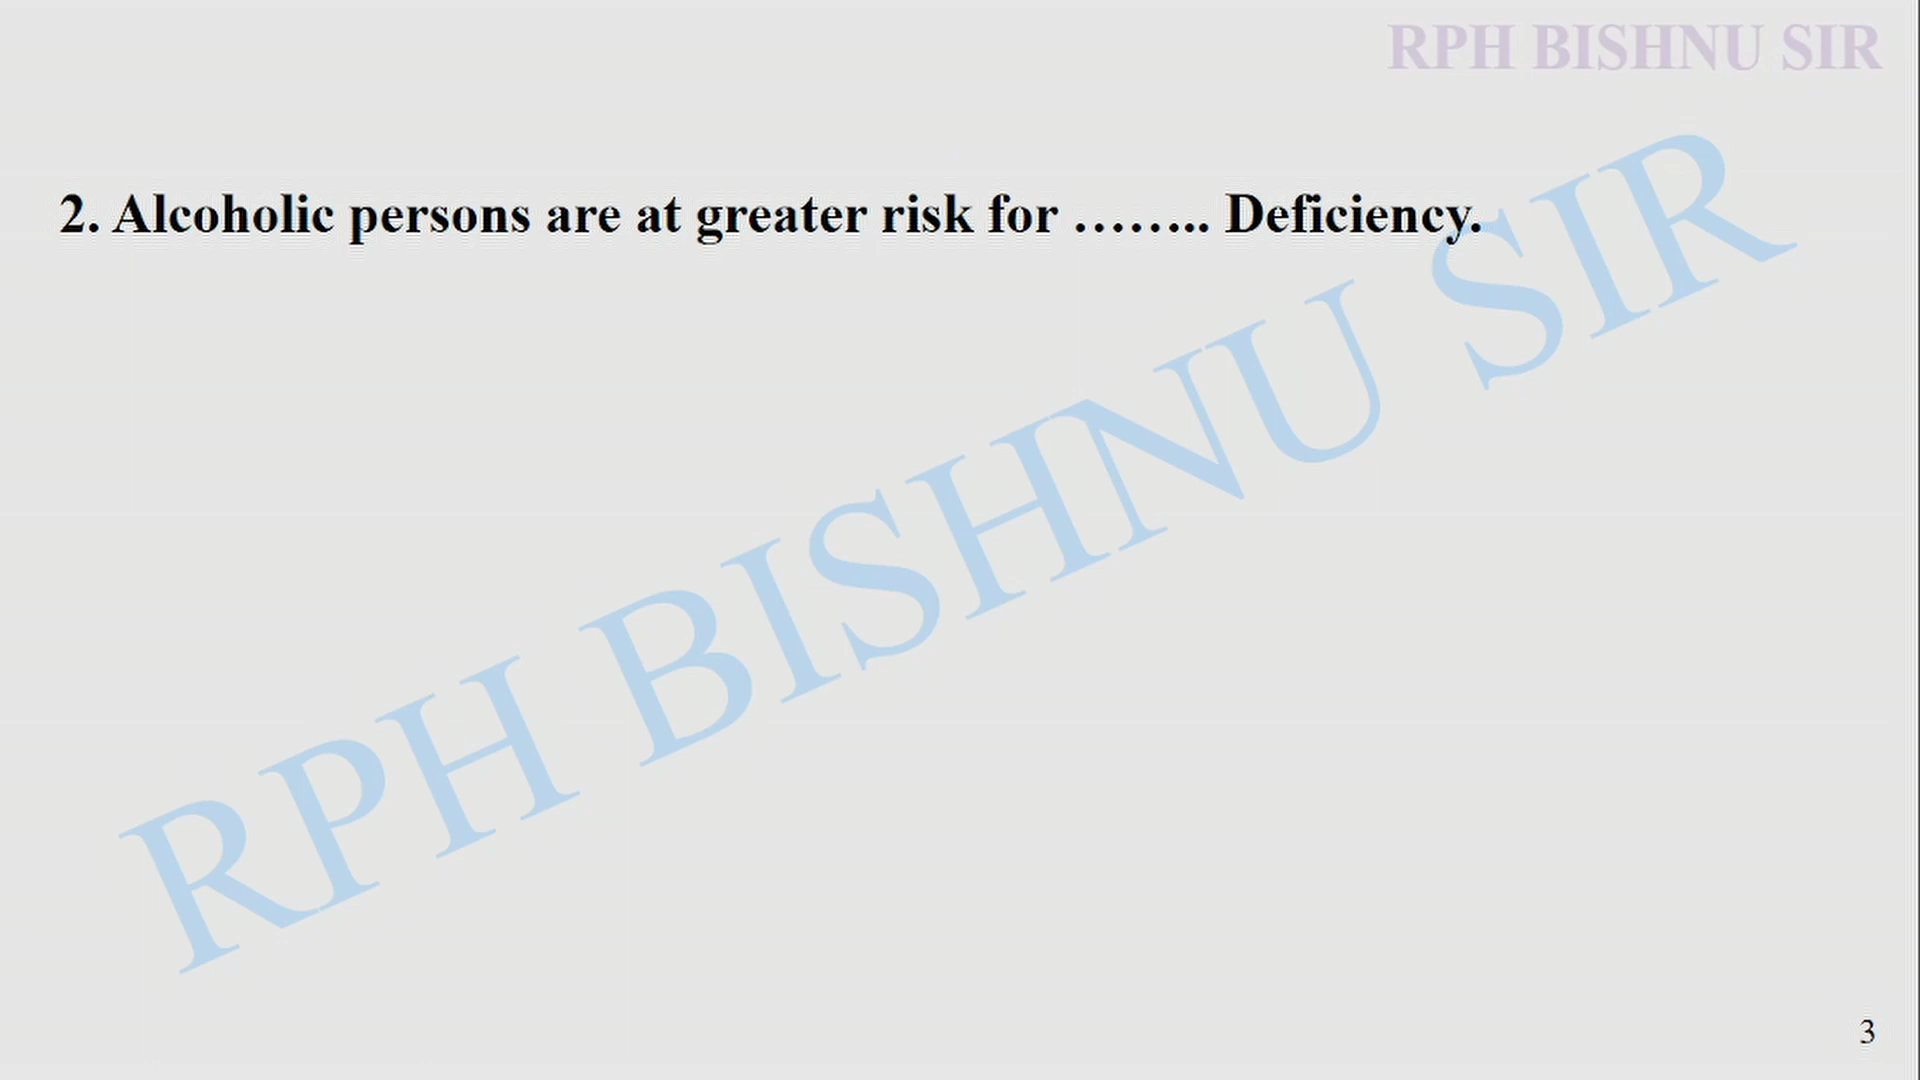 RPH BISHNU SIR
2. Alcoholic persons are at greater risk for …….. Deficiency.
RPH BISHNU SIR
3